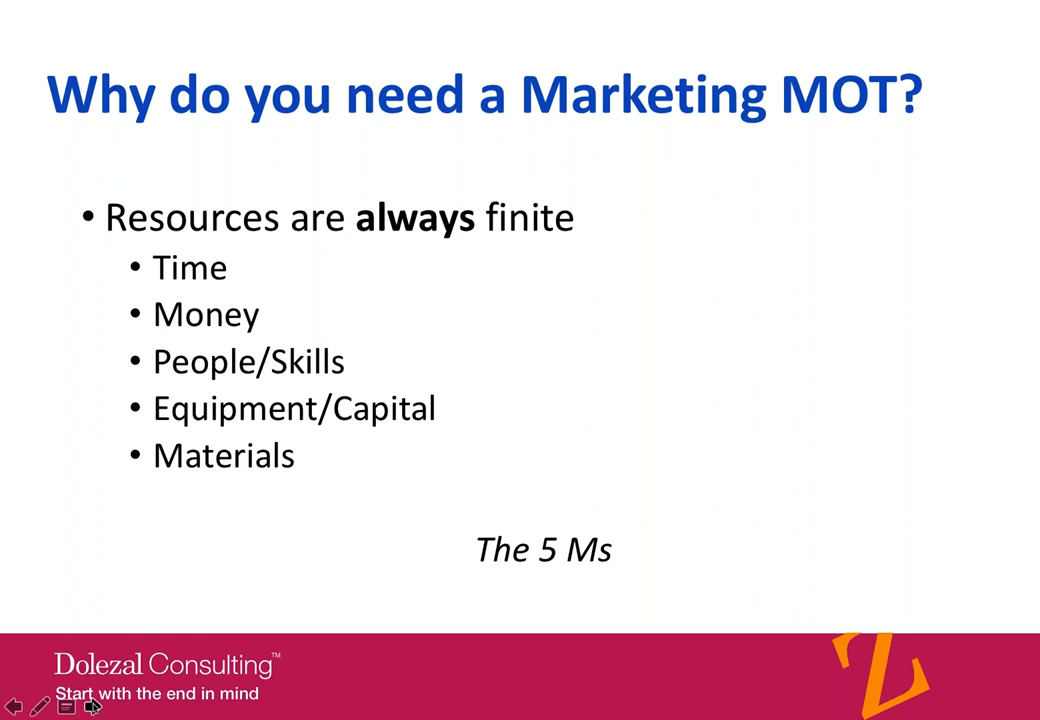 Why do you need a Marketing MOT?
• Resources are always finite
• Time
• Money
• People/Skills
• Equipment/Capital
• Materials
The 5 Ms
Dolezal Consulting™
Start with the end in mind
Z